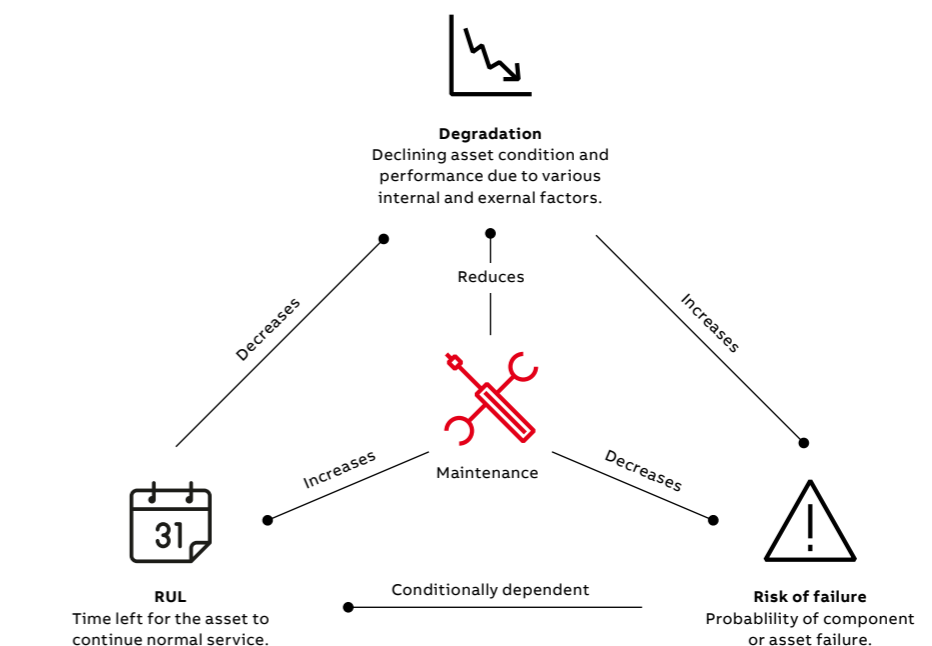 Degradation
Declining asset condition and
performance due to various
internal and exernal factors.
Reduces
Decreases
Increases
Maintenance
Increases
Decreases
31
Conditionally dependent
RUL
Time left for the asset to
continue normal service.
Risk of failure
Probablility of component
or asset failure.